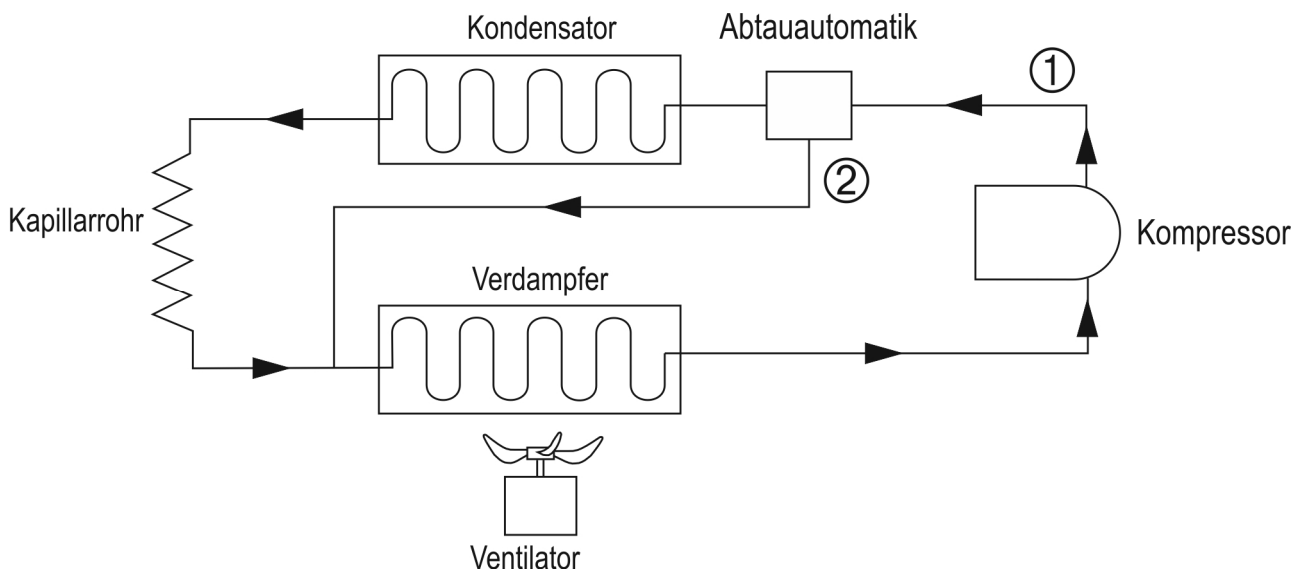 Kondensator
Abtauautomatik
①
②
Kapillarrohr
Kompressor
Verdampfer
Ventilator